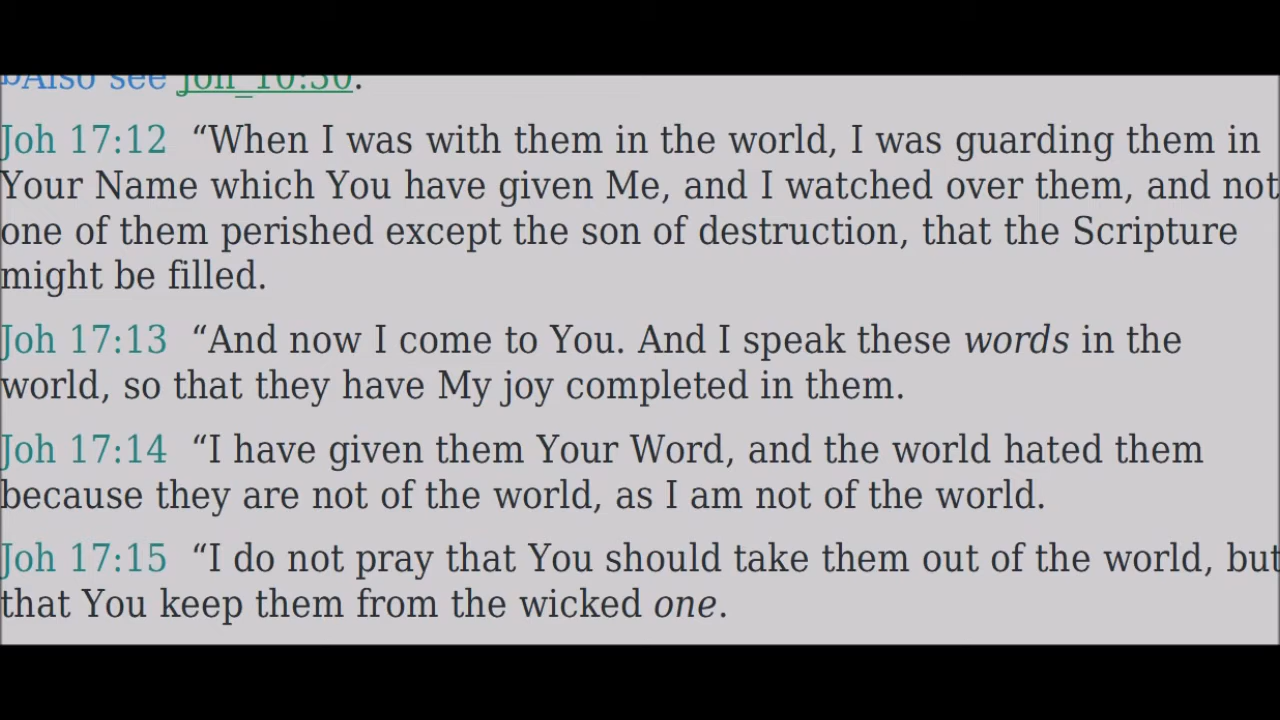 bAlso see Joh_10:30.
Joh 17:12 “When I was with them in the world, I was guarding them in
Your Name which You have given Me, and I watched over them, and not
one of them perished except the son of destruction, that the Scripture
might be filled.
Joh 17:13 “And now I come to You. And I speak these words in the
world, so that they have My joy completed in them.
Joh 17:14 “I have given them Your Word, and the world hated them
because they are not of the world, as I am not of the world.
Joh 17:15 “I do not pray that You should take them out of the world, but
that You keep them from the wicked one.